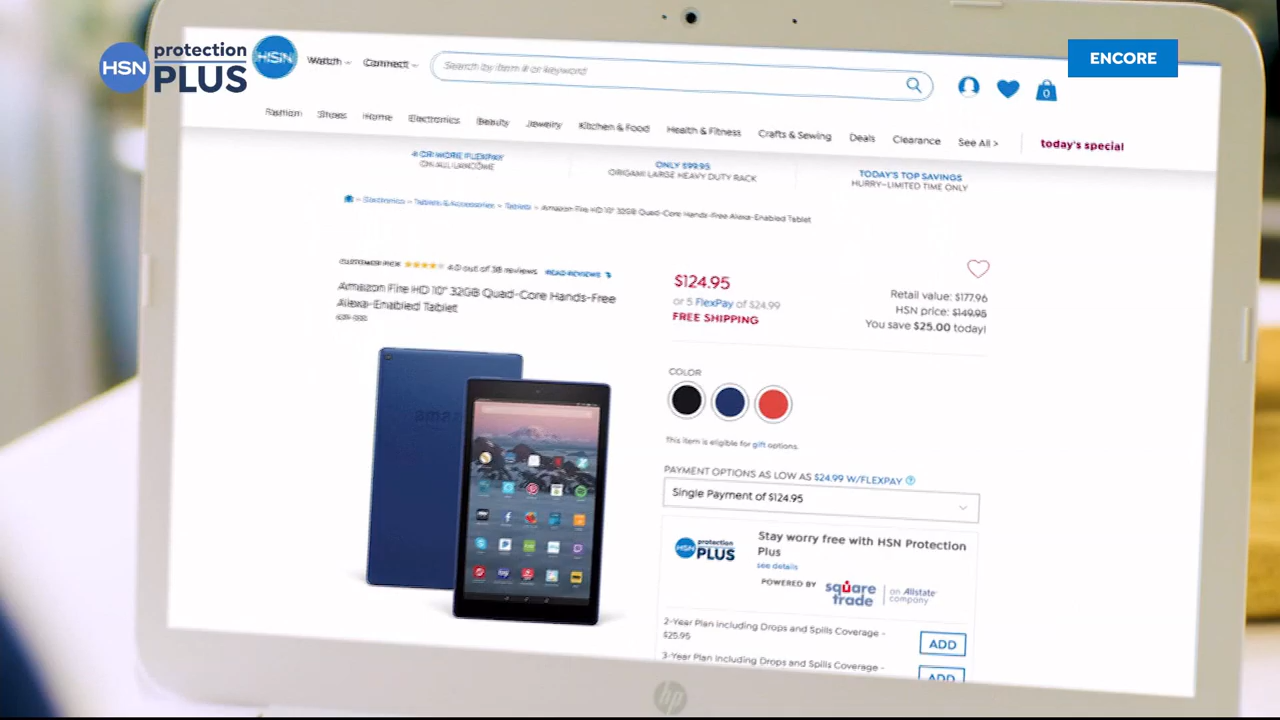 HSN protection PLUS
HSN
Watch
Connect
Search by item # or keyword
0
ENCORE
Fashion
Shoes
Home
Electronics
Beauty
Jewelry
Kitchen & Food
Health & Fitness
Crafts & Sewing
Deals
Clearance
See All >
today's special
4 OR MORE FLEXPAY
ON ALL LANCÔME
ONLY $99.95
ORIGAMI LARGE HEAVY DUTY RACK
TODAY'S TOP SAVINGS
HURRY–LIMITED TIME ONLY
Electronics
Tablets & Accessories
Tablets
Amazon Fire HD 10" 32GB Quad-Core Hands-Free Alexa-Enabled Tablet
CUSTOMER PICK
4.0 out of 38 reviews
READ REVIEWS
Amazon Fire HD 10" 32GB Quad-Core Hands-Free
Alexa-Enabled Tablet
$124.95
or 5 FlexPay of $24.99
FREE SHIPPING
Retail value: $177.96
HSN price: $149.95
You save $25.00 today!
COLOR
This item is eligible for gift options.
PAYMENT OPTIONS AS LOW AS $24.99 W/FLEXPAY
Single Payment of $124.95
HSN protection PLUS
Stay worry free with HSN Protection
Plus
see details
POWERED BY
square trade
an Allstate company
2-Year Plan Including Drops and Spills Coverage -
$25.95
ADD
3-Year Plan Including Drops and Spills Coverage -
ADD
hp